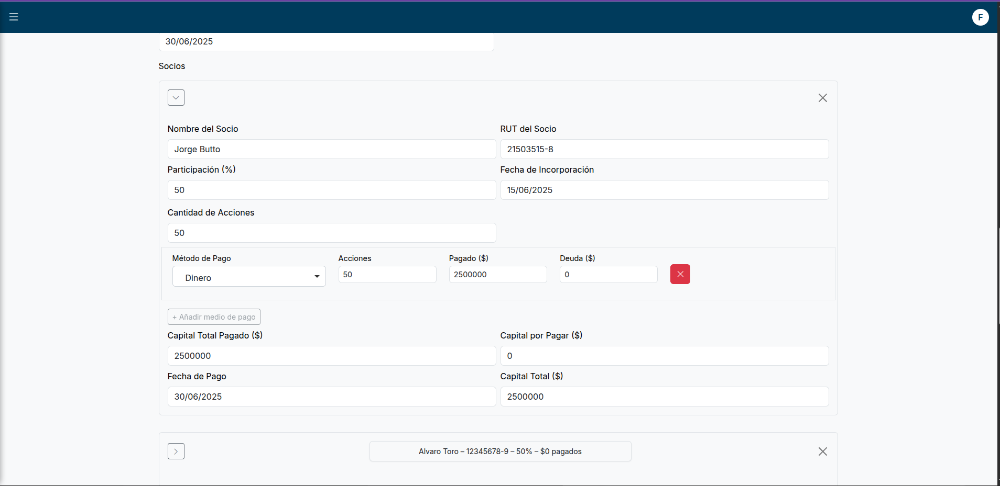 F
30/06/2025
Socios
Nombre del Socio
RUT del Socio
Jorge Butto
21503515-8
Participación (%)
Fecha de Incorporación
50
15/06/2025
Cantidad de Acciones
50
Método de Pago
Acciones
Pagado ($)
Deuda ($)
Dinero
50
2500000
0
+ Añadir medio de pago
Capital Total Pagado ($)
Capital por Pagar ($)
2500000
0
Fecha de Pago
Capital Total ($)
30/06/2025
2500000
Alvaro Toro – 12345678-9 – 50% – $0 pagados